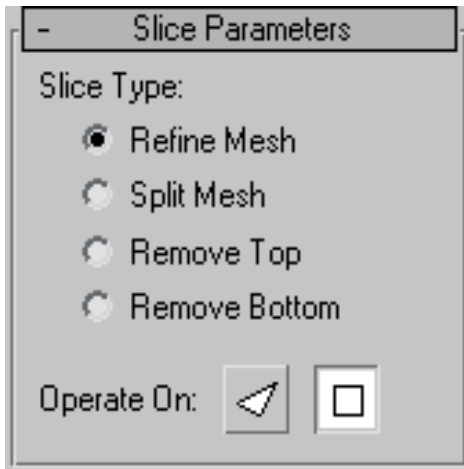 - Slice Parameters
Slice Type:
Refine Mesh
Split Mesh
Remove Top
Remove Bottom
Operate On: